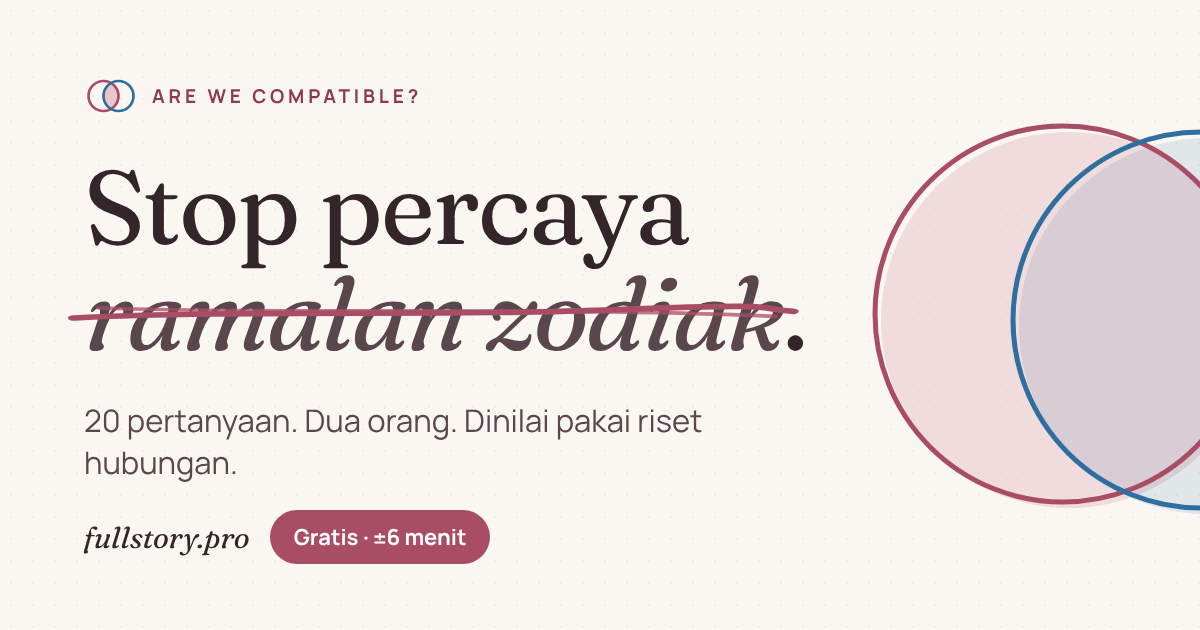 ARE WE COMPATIBLE?
Stop percaya
ramalan zodiak.
20 pertanyaan. Dua orang. Dinilai pakai riset
hubungan.
fullstory.pro
Gratis · ±6 menit